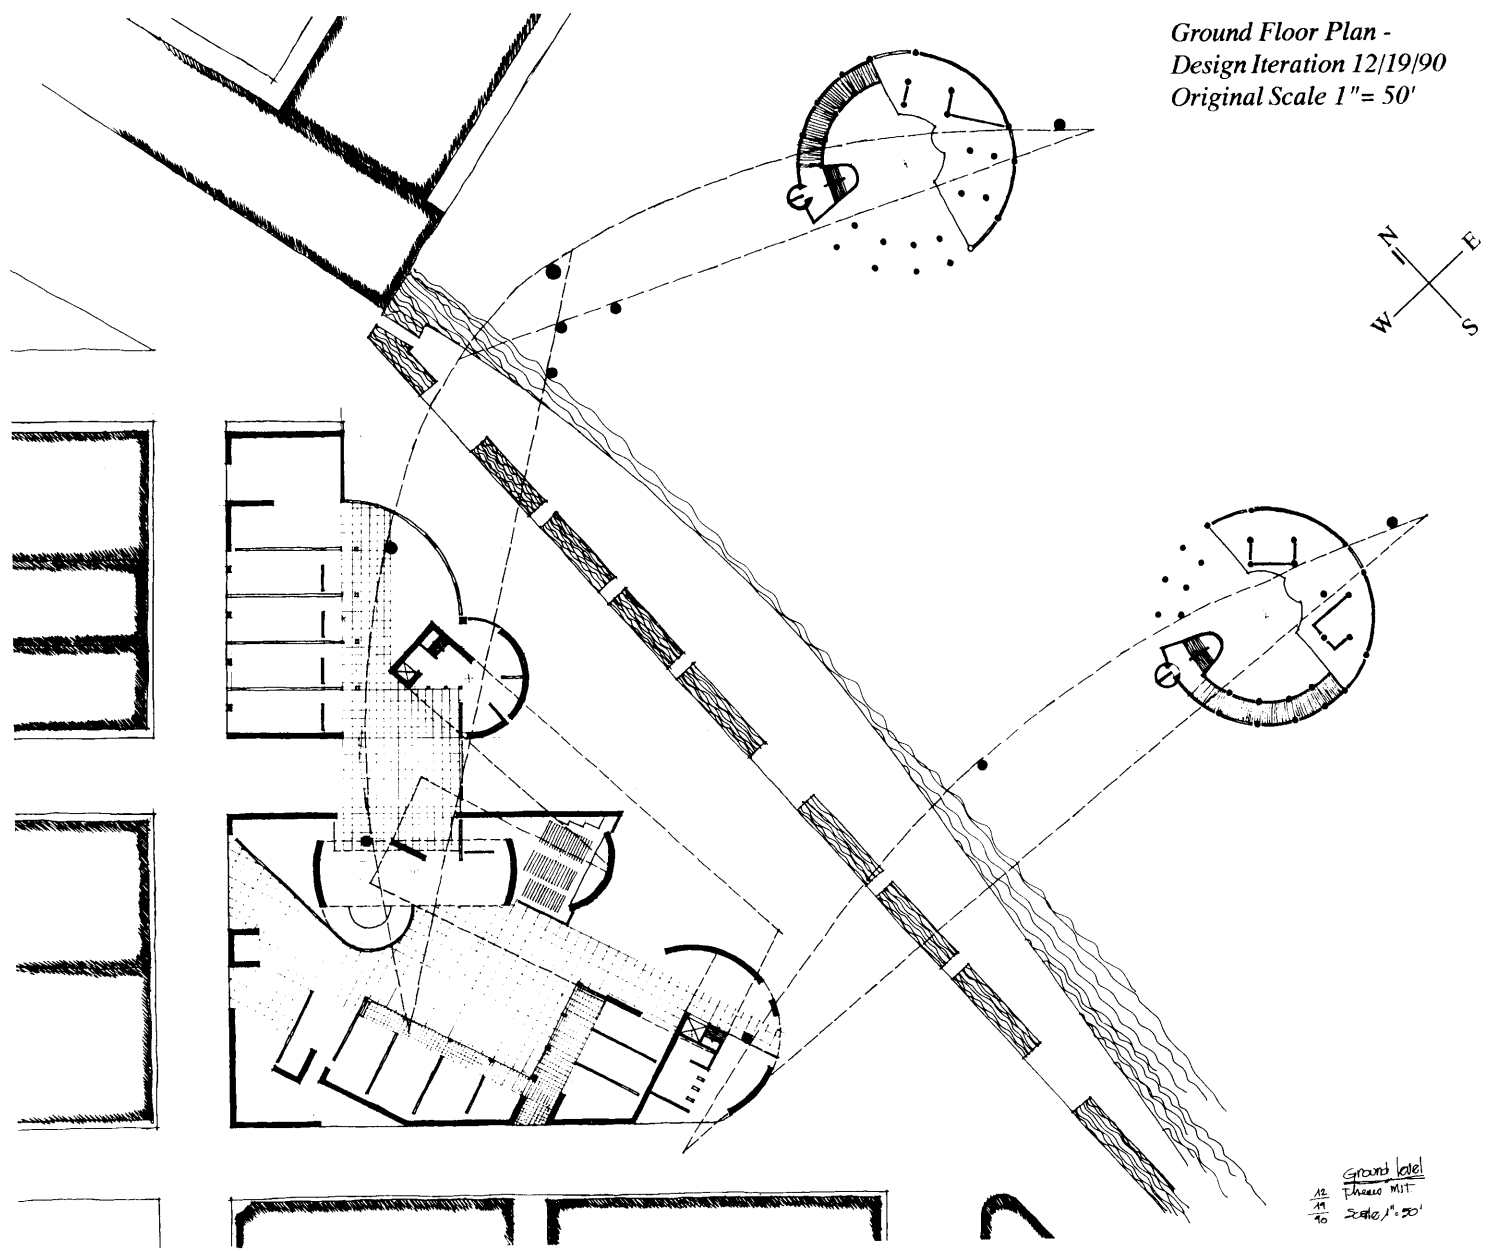 Ground Floor Plan -
Design Iteration 12/19/90
Original Scale 1"= 50'
N
E
W
S
Ground level
12
19
90
MIT
Scale 1"=50'